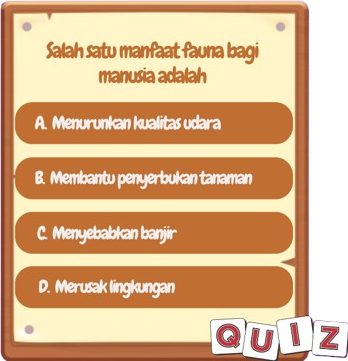 Salah satu manfaat fauna bagi
manusia adalah
A. Menurunkan kualitas udara
B. Membantu penyerbukan tanaman
C. Menyebabkan banjir
D. Merusak lingkungan
QUIZ